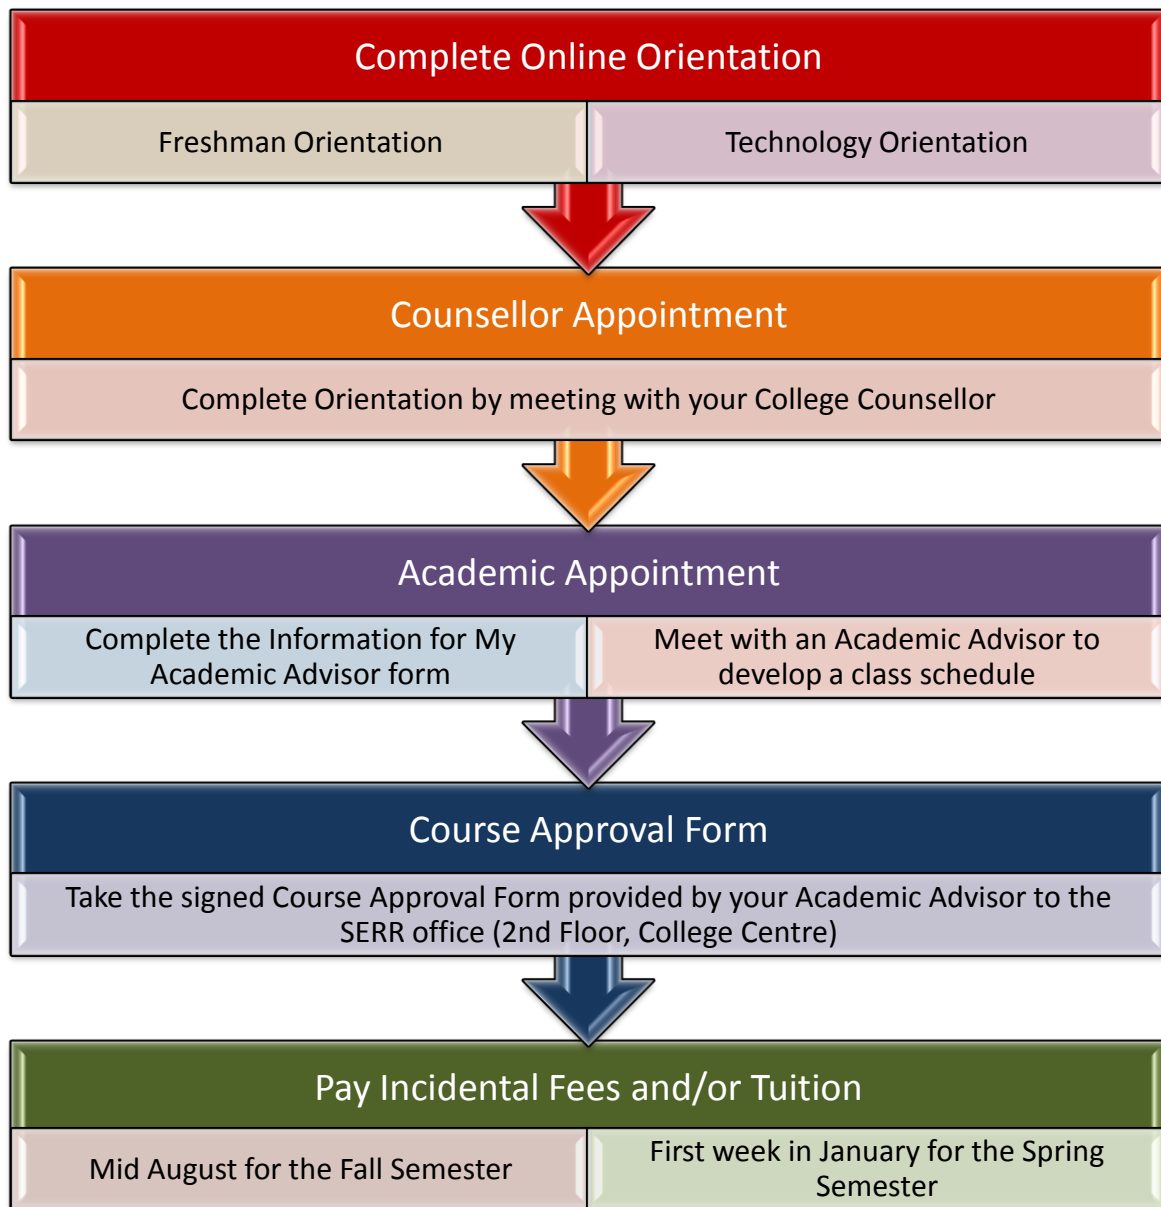 Complete Online Orientation
Freshman Orientation
Technology Orientation
Counsellor Appointment
Complete Orientation by meeting with your College Counsellor
Academic Appointment
Complete the Information for My
Academic Advisor form
Meet with an Academic Advisor to
develop a class schedule
Course Approval Form
Take the signed Course Approval Form provided by your Academic Advisor to the
SERR office (2nd Floor, College Centre)
Pay Incidental Fees and/or Tuition
Mid August for the Fall Semester
First week in January for the Spring
Semester